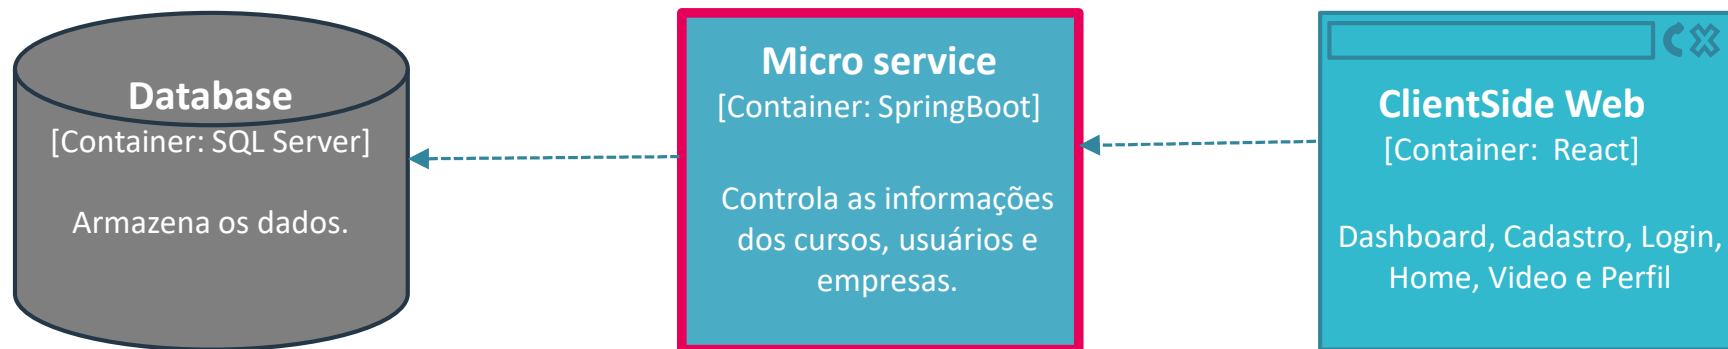 Database
[Container: SQL Server]
Armazena os dados.
Micro service
[Container: SpringBoot]
Controla as informações
dos cursos, usuários e
empresas.
ClientSide Web
[Container:  React]
Dashboard, Cadastro, Login,
Home, Video e Perfil